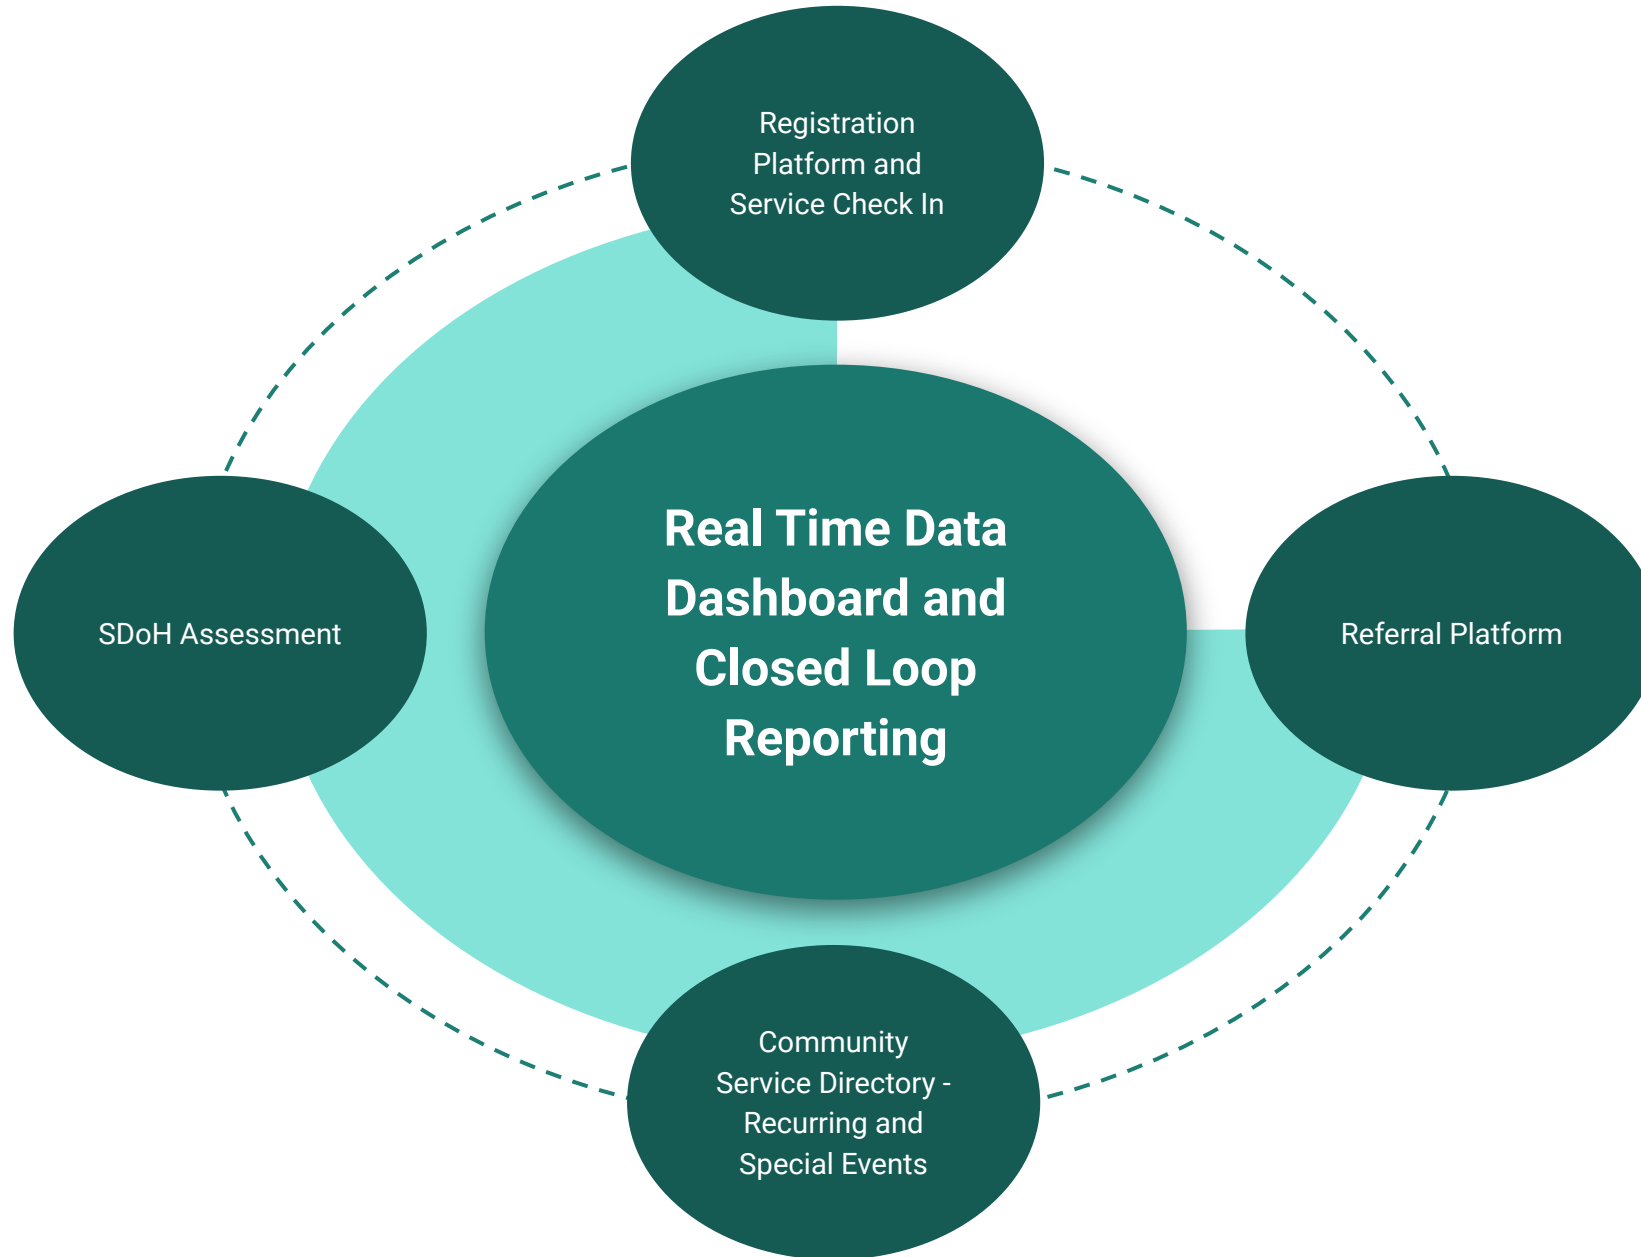 Registration
Platform and
Service Check In
SDoH Assessment
Real Time Data
Dashboard and
Closed Loop
Reporting
Referral Platform
Community
Service Directory -
Recurring and
Special Events